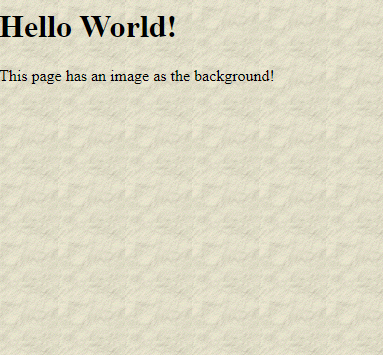 Hello World!
This page has an image as the background!